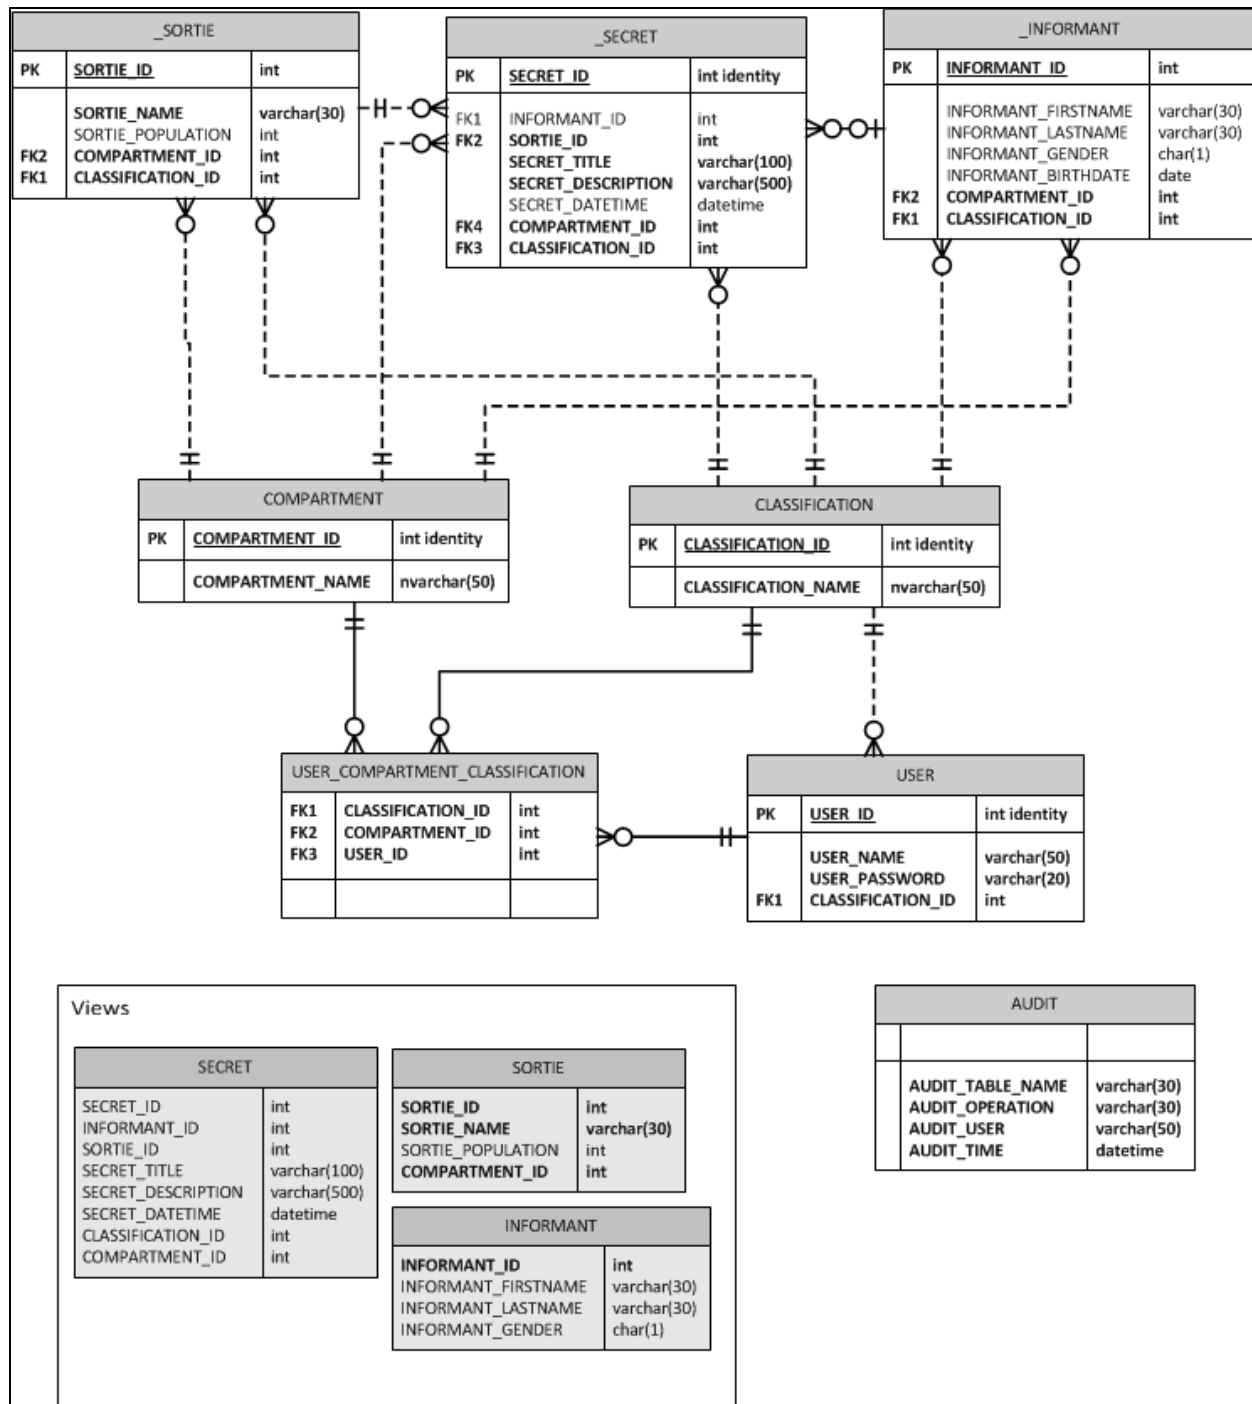 _SORTIE
PK SORTIE_ID int
SORTIE_NAME varchar(30)
SORTIE_POPULATION int
FK2 COMPARTMENT_ID int
FK1 CLASSIFICATION_ID int
_SECRET
PK SECRET_ID int identity
FK1 INFORMANT_ID int
FK2 SORTIE_ID int
SECRET_TITLE varchar(100)
SECRET_DESCRIPTION varchar(500)
SECRET_DATETIME datetime
FK4 COMPARTMENT_ID int
FK3 CLASSIFICATION_ID int
_INFORMANT
PK INFORMANT_ID int
INFORMANT_FIRSTNAME varchar(30)
INFORMANT_LASTNAME varchar(30)
INFORMANT_GENDER char(1)
INFORMANT_BIRTHDATE date
FK2 COMPARTMENT_ID int
FK1 CLASSIFICATION_ID int
COMPARTMENT
PK COMPARTMENT_ID int identity
COMPARTMENT_NAME nvarchar(50)
CLASSIFICATION
PK CLASSIFICATION_ID int identity
CLASSIFICATION_NAME nvarchar(50)
USER_COMPARTMENT_CLASSIFICATION
FK1 CLASSIFICATION_ID int
FK2 COMPARTMENT_ID int
FK3 USER_ID int
USER
PK USER_ID int identity
USER_NAME varchar(50)
USER_PASSWORD varchar(20)
FK1 CLASSIFICATION_ID int
Views
SECRET
SECRET_ID int
INFORMANT_ID int
SORTIE_ID int
SECRET_TITLE varchar(100)
SECRET_DESCRIPTION varchar(500)
SECRET_DATETIME datetime
CLASSIFICATION_ID int
COMPARTMENT_ID int
SORTIE
SORTIE_ID int
SORTIE_NAME varchar(30)
SORTIE_POPULATION int
COMPARTMENT_ID int
INFORMANT
INFORMANT_ID int
INFORMANT_FIRSTNAME varchar(30)
INFORMANT_LASTNAME varchar(30)
INFORMANT_GENDER char(1)
AUDIT
AUDIT_TABLE_NAME varchar(30)
AUDIT_OPERATION varchar(30)
AUDIT_USER varchar(50)
AUDIT_TIME datetime